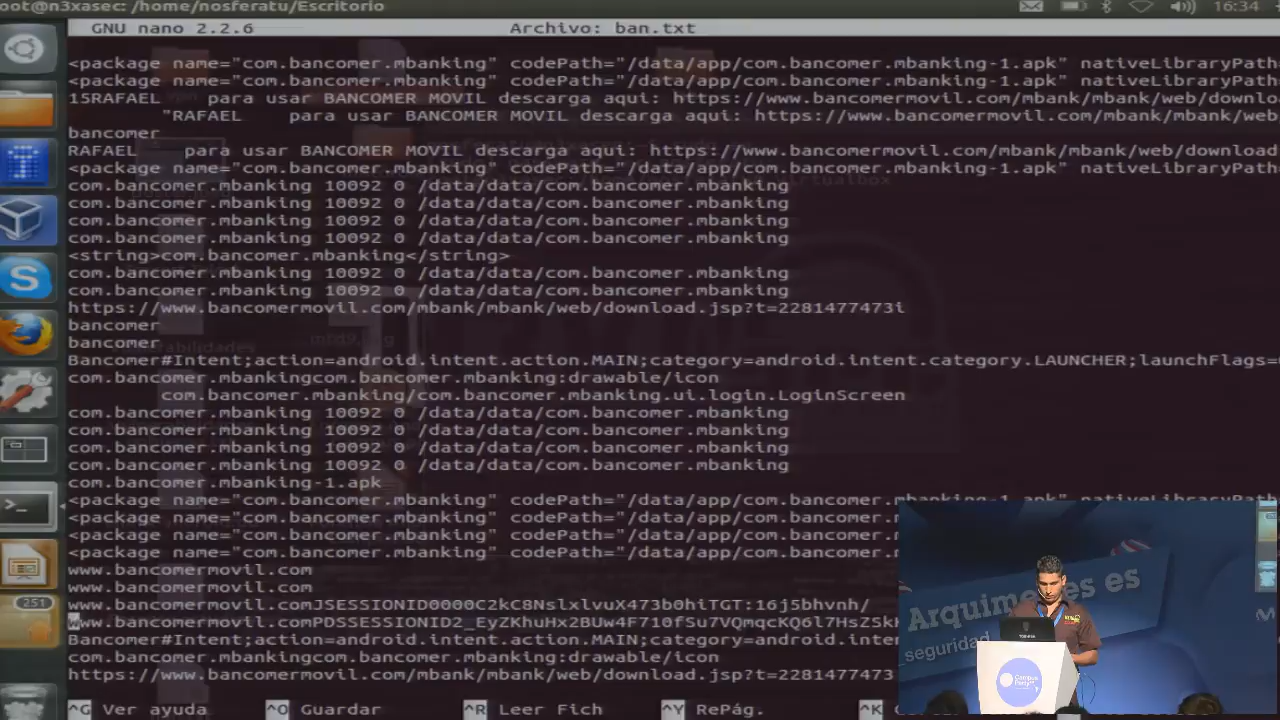 oot@n3xasec: /home/nosferatu/Escritorio
16:34
GNU nano 2.2.6 Archivo: ban.txt
<package name="com.bancomer.mbanking" codePath="/data/app/com.bancomer.mbanking-1.apk" nativeLibraryPath
<package name="com.bancomer.mbanking" codePath="/data/app/com.bancomer.mbanking-1.apk" nativeLibraryPath
15RAFAEL para usar BANCOMER MOVIL descarga aqui: https://www.bancomermovil.com/mbank/mbank/web/downlo
"RAFAEL para usar BANCOMER MOVIL descarga aqui: https://www.bancomermovil.com/mbank/mbank/web
bancomer
RAFAEL para usar BANCOMER MOVIL descarga aqui: https://www.bancomermovil.com/mbank/mbank/web/download
<package name="com.bancomer.mbanking" codePath="/data/app/com.bancomer.mbanking-1.apk" nativeLibraryPath
com.bancomer.mbanking 10092 0 /data/data/com.bancomer.mbanking
com.bancomer.mbanking 10092 0 /data/data/com.bancomer.mbanking
com.bancomer.mbanking 10092 0 /data/data/com.bancomer.mbanking
com.bancomer.mbanking 10092 0 /data/data/com.bancomer.mbanking
<string>com.bancomer.mbanking</string>
com.bancomer.mbanking 10092 0 /data/data/com.bancomer.mbanking
com.bancomer.mbanking 10092 0 /data/data/com.bancomer.mbanking
https://www.bancomermovil.com/mbank/mbank/web/download.jsp?t=2281477473i
bancomer
bancomer
Bancomer#Intent;action=android.intent.action.MAIN;category=android.intent.category.LAUNCHER;launchFlags=
com.bancomer.mbankingcom.bancomer.mbanking:drawable/icon
com.bancomer.mbanking/com.bancomer.mbanking.ui.login.LoginScreen
com.bancomer.mbanking 10092 0 /data/data/com.bancomer.mbanking
com.bancomer.mbanking 10092 0 /data/data/com.bancomer.mbanking
com.bancomer.mbanking 10092 0 /data/data/com.bancomer.mbanking
com.bancomer.mbanking 10092 0 /data/data/com.bancomer.mbanking
com.bancomer.mbanking-1.apk
<package name="com.bancomer.mbanking" codePath="/data/app/com.bancomer.mbanking-1.apk" nativeLibraryPath
<package name="com.bancomer.mbanking" codePath="/data/app/com.bancomer.m
<package name="com.bancomer.mbanking" codePath="/data/app/com.bancomer.m
<package name="com.bancomer.mbanking" codePath="/data/app/com.bancomer.m
www.bancomermovil.com
www.bancomermovil.com
www.bancomermovil.comJSESSIONID0000C2kC8NslxlvuX473b0hiTGT:16j5bhvnh/
www.bancomermovil.comPD3SESSIONID2_EyZKhuHx2BUw4F710fSu7VQmqcKQ6l7HsZSk
Bancomer#Intent;action=android.intent.action.MAIN;category=android.inten
com.bancomer.mbankingcom.bancomer.mbanking:drawable/icon
https://www.bancomermovil.com/mbank/mbank/web/download.jsp?t=2281477473
^G Ver ayuda ^O Guardar ^R Leer Fich ^Y RePág. ^K
251
Arquímedes es
_seguridad
Campus
Party